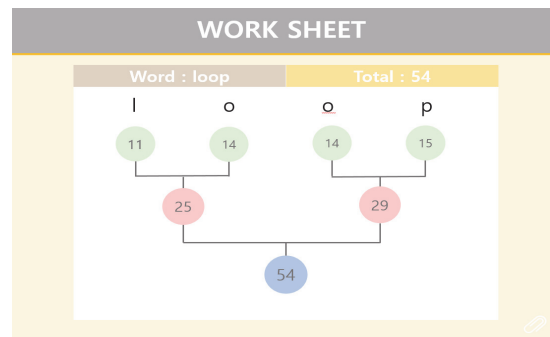 WORK SHEET
Word : loop Total : 54
l o o p
11 14 14 15
25 29
54